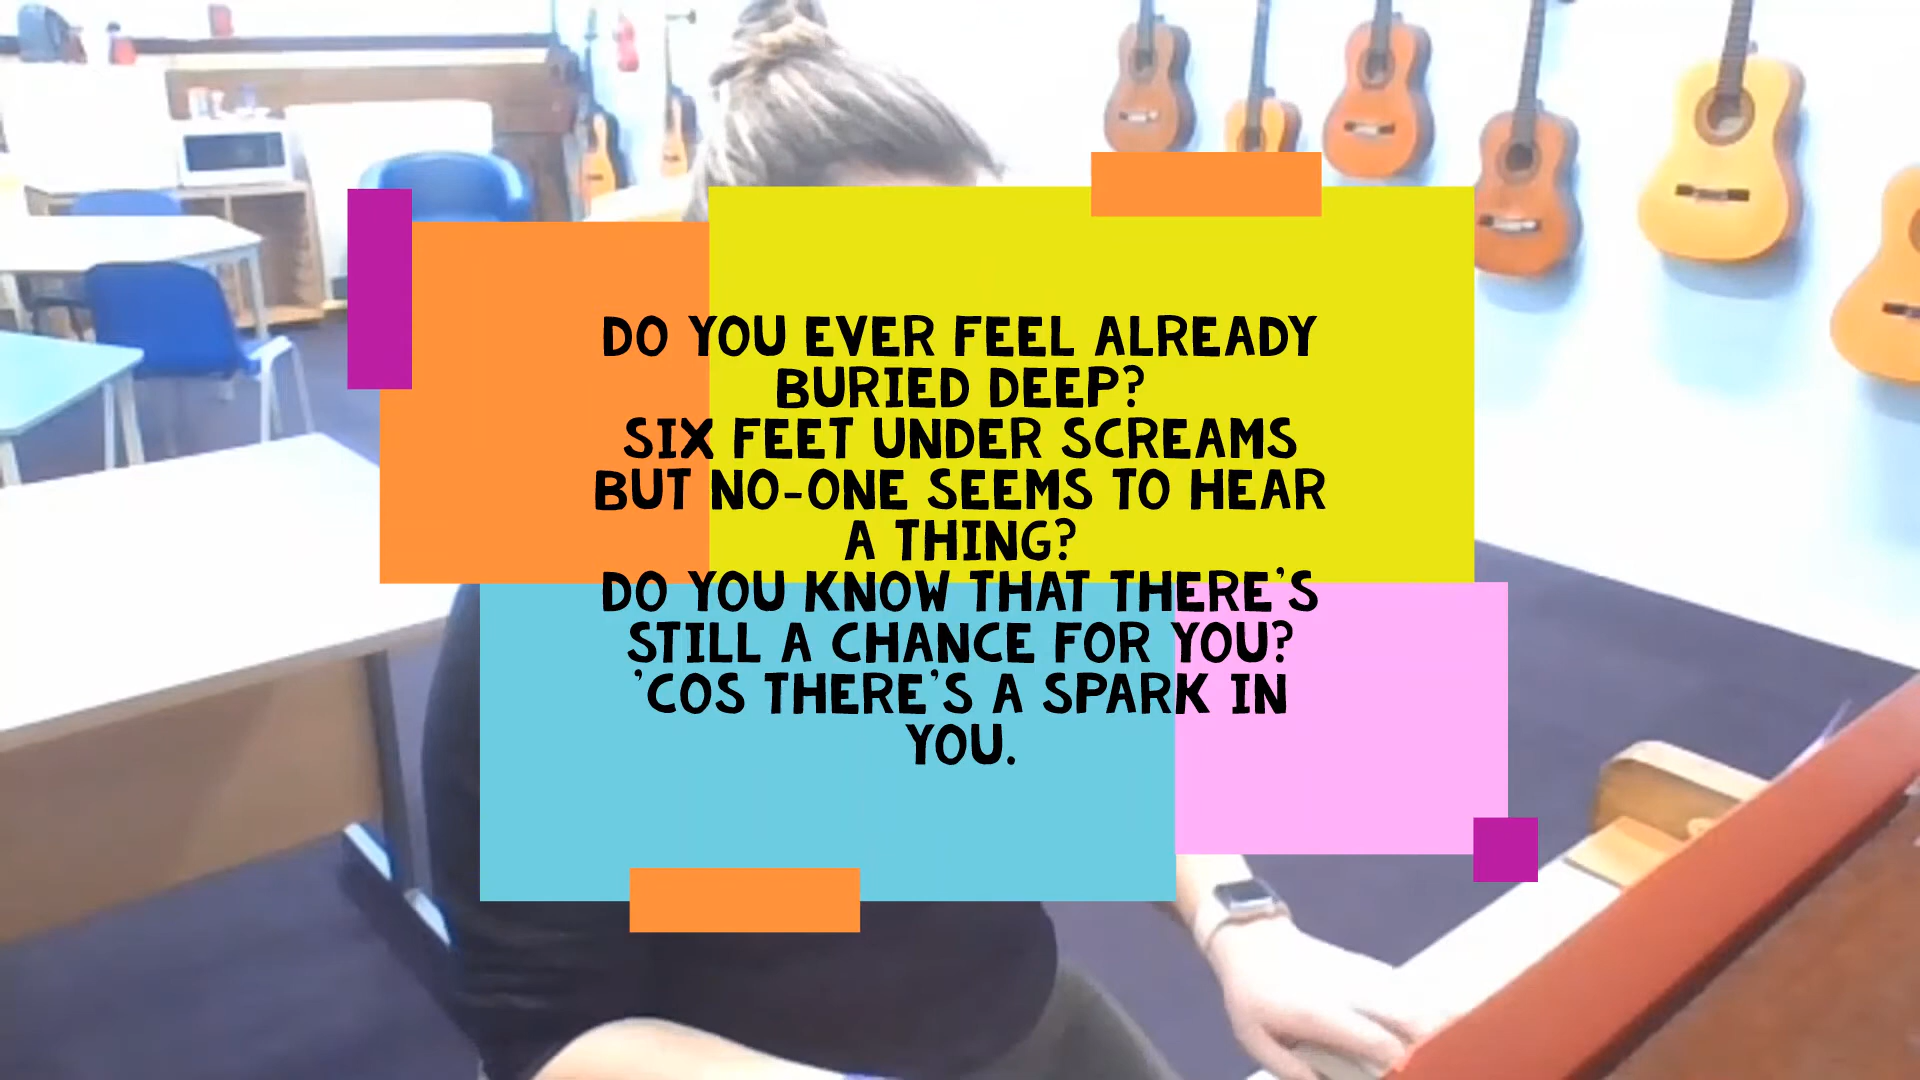 DO YOU EVER FEEL ALREADY
BURIED DEEP?
SIX FEET UNDER SCREAMS
BUT NO-ONE SEEMS TO HEAR
A THING?
DO YOU KNOW THAT THERE'S
STILL A CHANCE FOR YOU?
'COS THERE'S A SPARK IN
YOU.